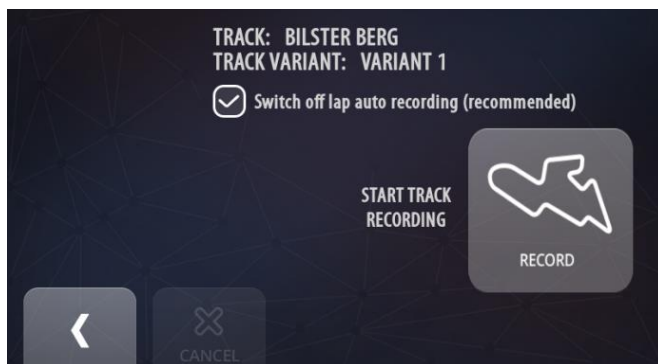 TRACK: BILSTER BERG
TRACK VARIANT: VARIANT 1
Switch off lap auto recording (recommended)
START TRACK
RECORDING
RECORD
CANCEL